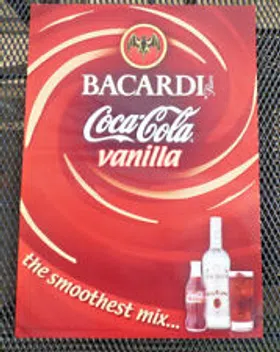 BACARDI
Coca-Cola
vanilla
the smoothest mix...